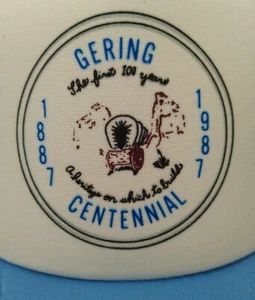 GERING
The first 100 years
1887
1987
A heritage on which to build
CENTENNIAL